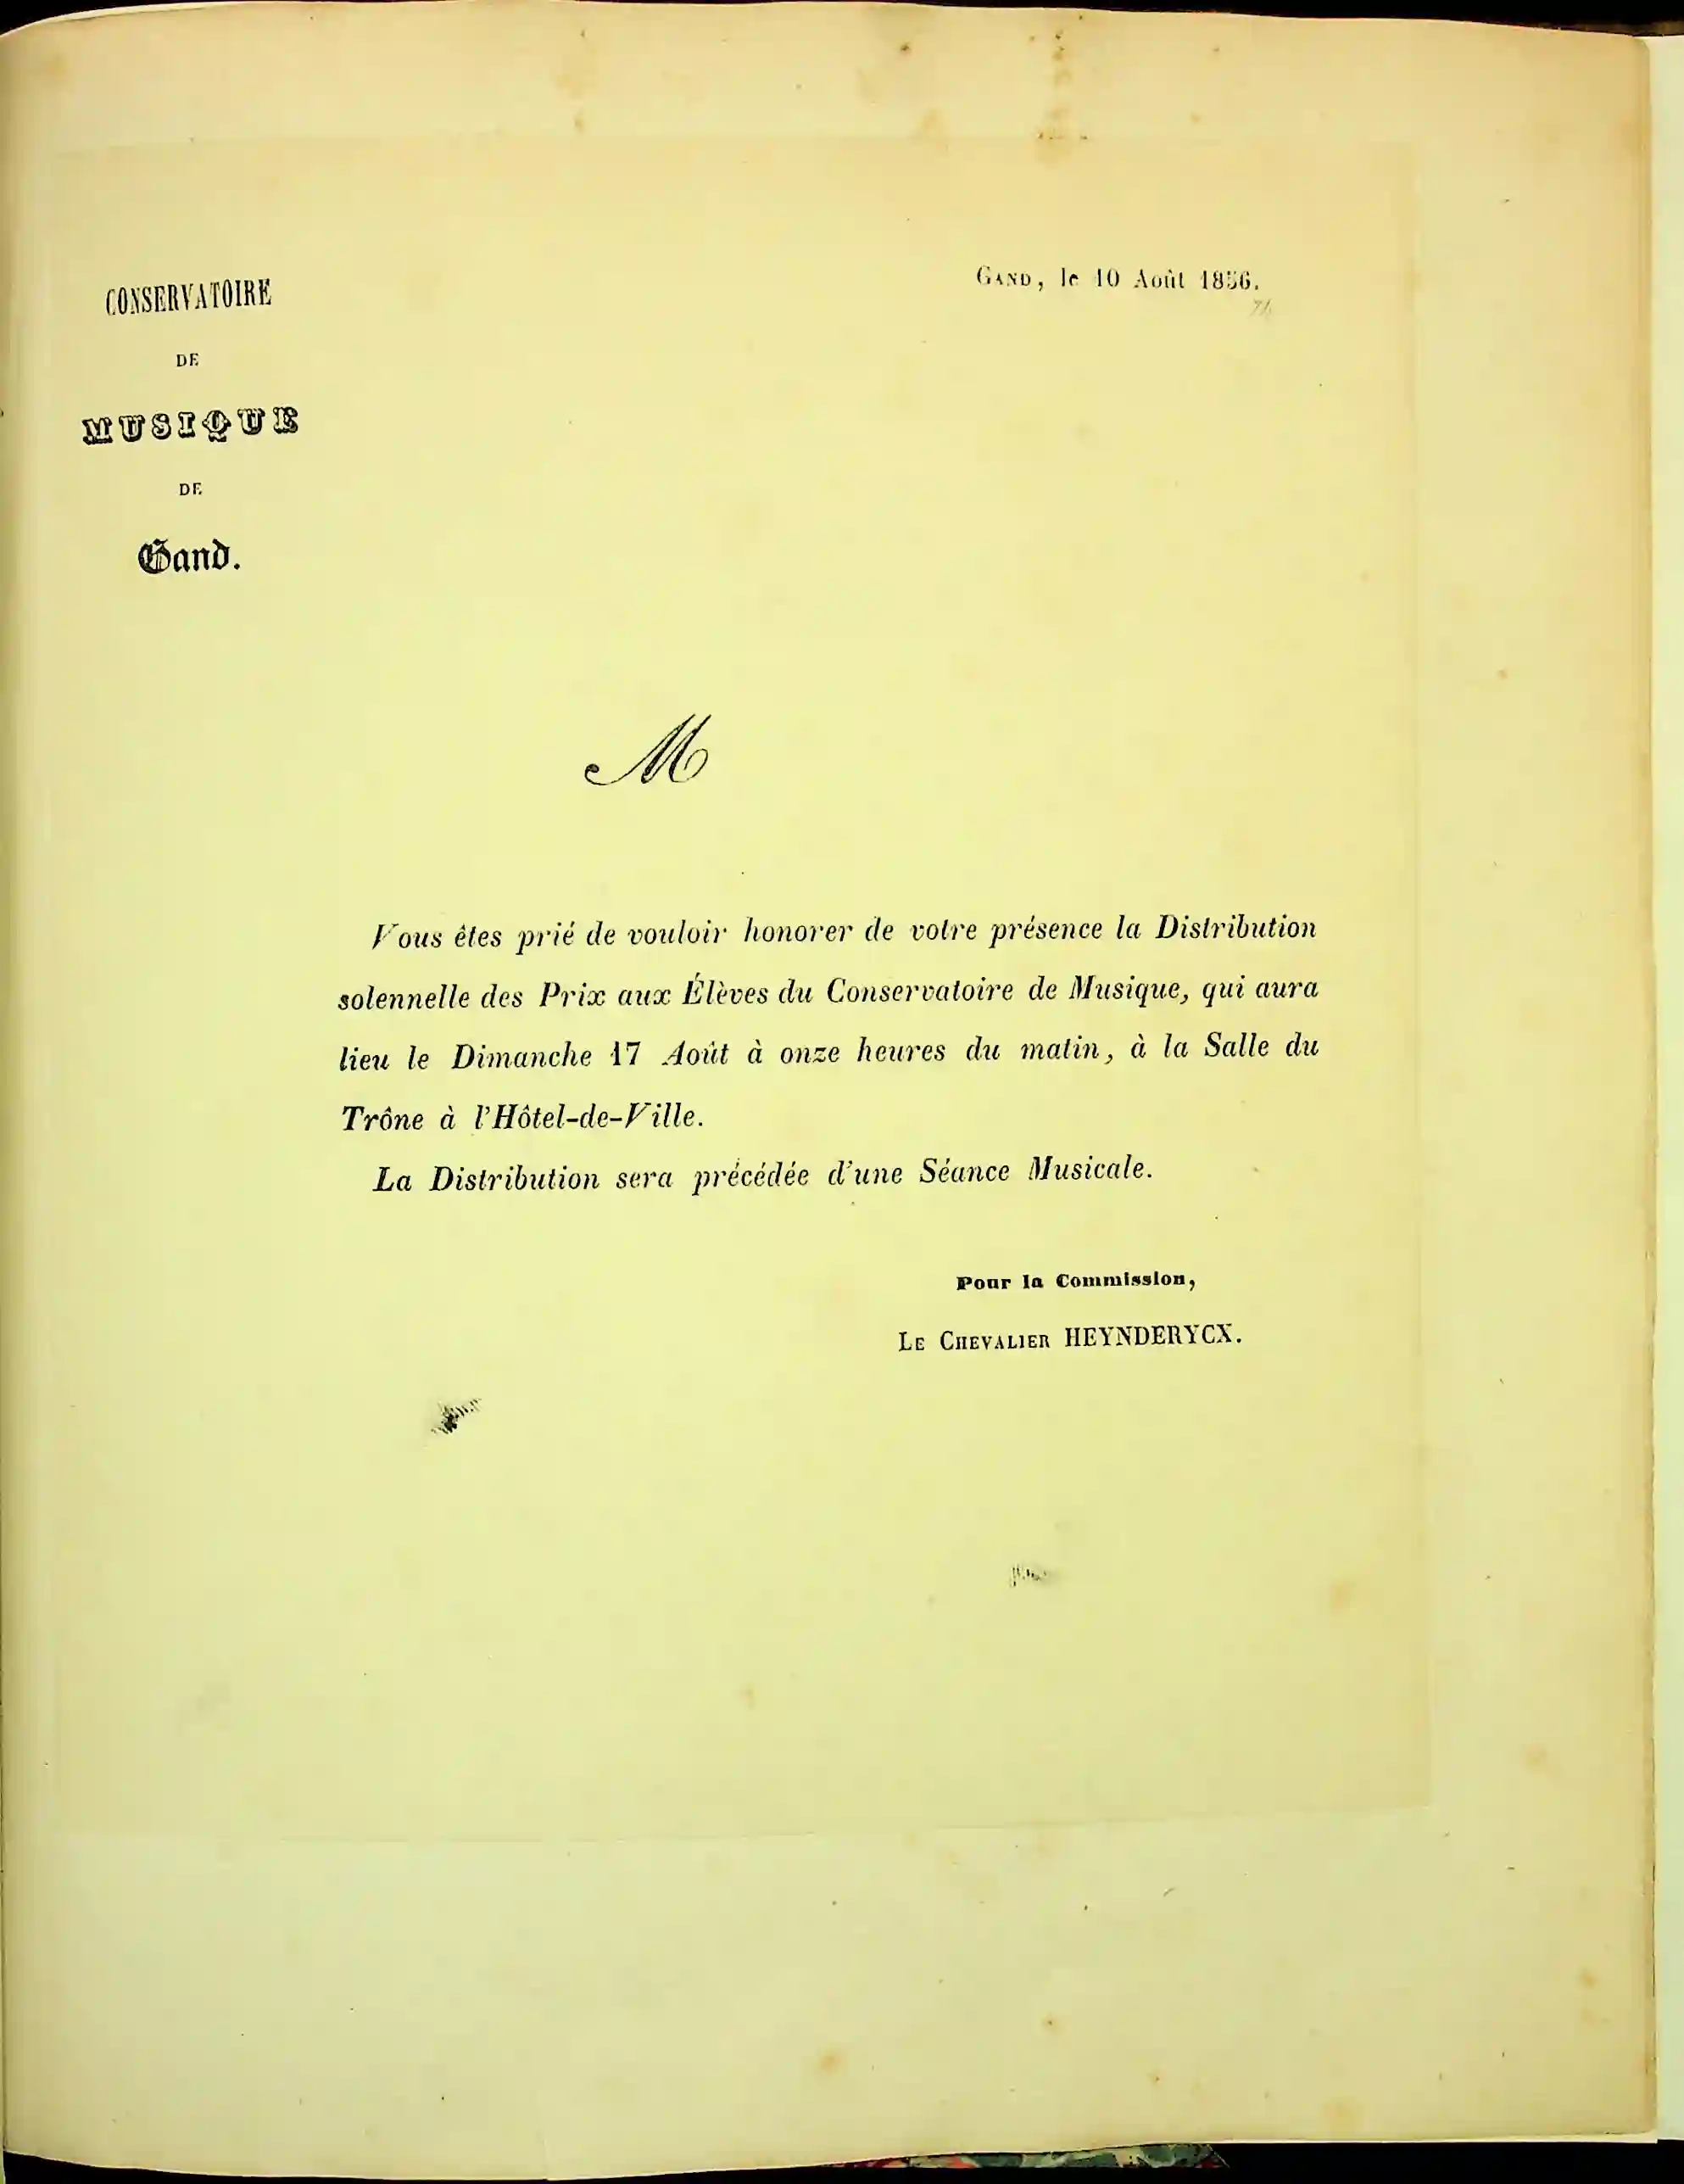 CONSERVATOIRE
DE
MUSIQUE
DE
Gand.
GAND, le 10 Août 1856.
M
Vous êtes prié de vouloir honorer de votre présence la Distribution
solennelle des Prix aux Élèves du Conservatoire de Musique, qui aura
lieu le Dimanche 17 Août à onze heures du matin, à la Salle du
Trône à l'Hôtel-de-Ville.
La Distribution sera précédée d'une Séance Musicale.
Pour la Commission,
LE CHEVALIER HEYNDERYCX.